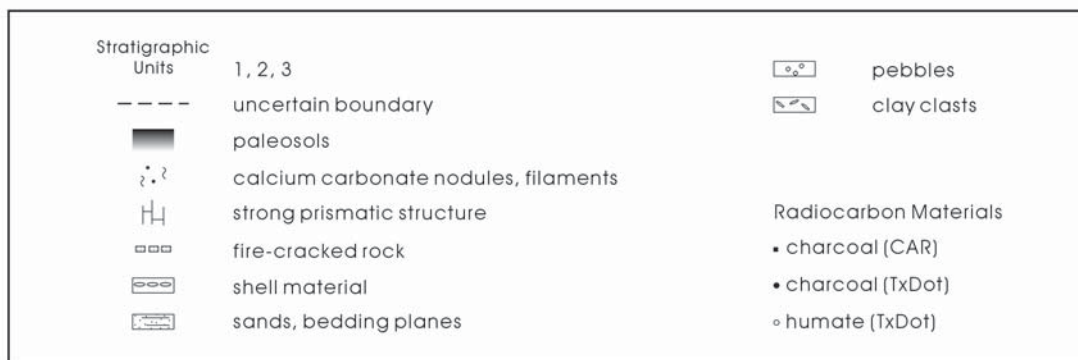 Stratigraphic
Units 1, 2, 3
uncertain boundary
paleosols
calcium carbonate nodules, filaments
strong prismatic structure
fire-cracked rock
shell material
sands, bedding planes
pebbles
clay clasts
Radiocarbon Materials
charcoal (CAR)
charcoal (TxDot)
humate (TxDot)